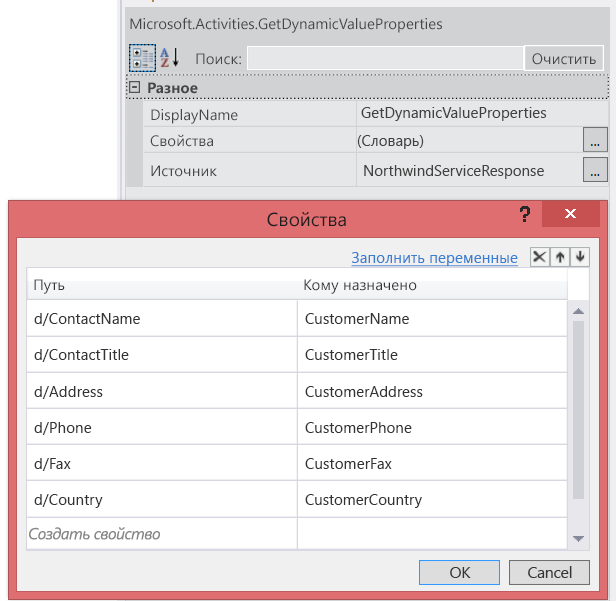 Microsoft.Activities.GetDynamicValueProperties
Поиск: Очистить
Разное
DisplayName GetDynamicValueProperties
Свойства (Словарь) ...
Источник NorthwindServiceResponse ...
Свойства
Заполнить переменные
Путь Кому назначено
d/ContactName CustomerName
d/ContactTitle CustomerTitle
d/Address CustomerAddress
d/Phone CustomerPhone
d/Fax CustomerFax
d/Country CustomerCountry
Создать свойство
OK Cancel